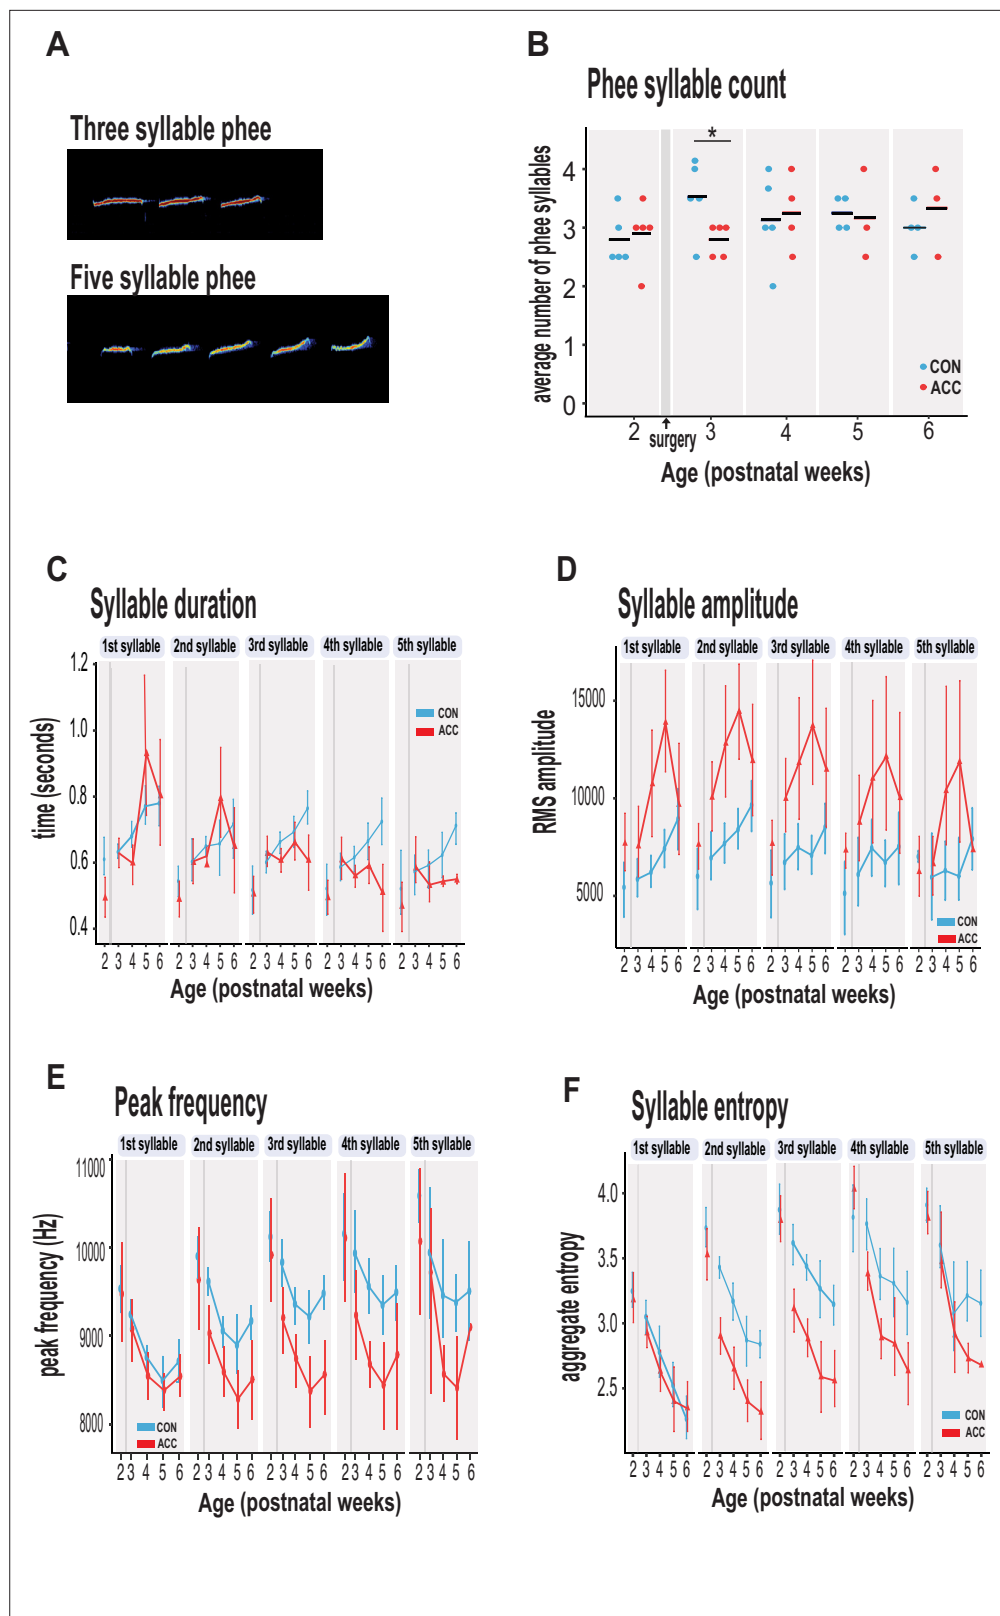 A
Three syllable phee
Five syllable phee
B
Phee syllable count
average number of phee syllables
4
3
2
1
0
*
CON
ACC
2
surgery
3
4
5
6
Age (postnatal weeks)
C
Syllable duration
1st syllable 2nd syllable 3rd syllable 4th syllable 5th syllable
time (seconds)
1.2
1.0
0.8
0.6
0.4
CON
ACC
2 3 4 5 6 2 3 4 5 6 2 3 4 5 6 2 3 4 5 6 2 3 4 5 6
Age (postnatal weeks)
D
Syllable amplitude
1st syllable 2nd syllable 3rd syllable 4th syllable 5th syllable
RMS amplitude
15000
10000
5000
CON
ACC
2 3 4 5 6 2 3 4 5 6 2 3 4 5 6 2 3 4 5 6 2 3 4 5 6
Age (postnatal weeks)
E
Peak frequency
1st syllable 2nd syllable 3rd syllable 4th syllable 5th syllable
peak frequency (Hz)
11000
10000
9000
8000
CON
ACC
2 3 4 5 6 2 3 4 5 6 2 3 4 5 6 2 3 4 5 6 2 3 4 5 6
Age (postnatal weeks)
F
Syllable entropy
1st syllable 2nd syllable 3rd syllable 4th syllable 5th syllable
aggregate entropy
4.0
3.5
3.0
2.5
CON
ACC
2 3 4 5 6 2 3 4 5 6 2 3 4 5 6 2 3 4 5 6 2 3 4 5 6
Age (postnatal weeks)